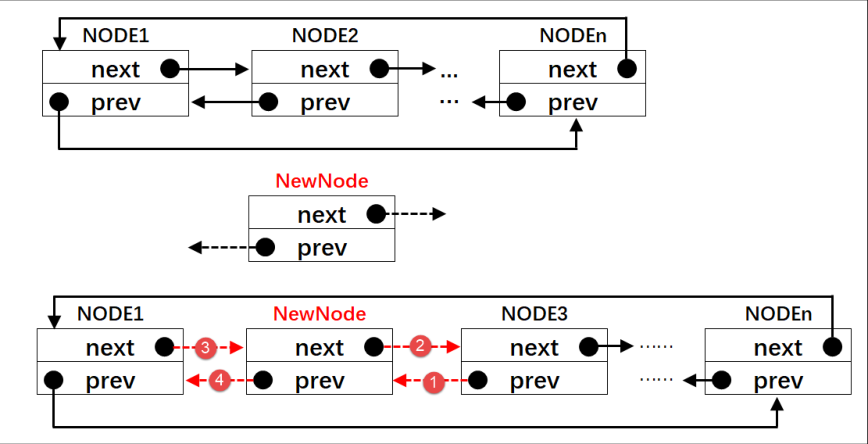 NODE1 NODE2 NODEn
next next ... next
prev prev ... prev
NewNode
next
prev
NODE1 NewNode NODE3 NODEn
next 3 next 2 next ...... next
prev 4 prev 1 prev ...... prev